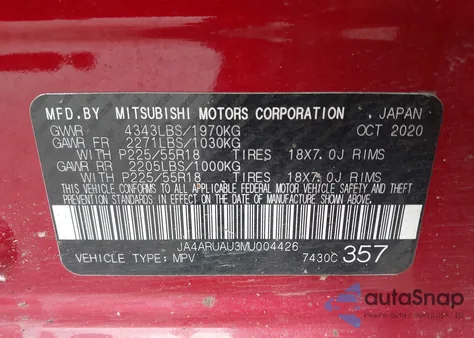 MFD.BY MITSUBISHI MOTORS CORPORATION JAPAN
GVWR 4343LBS/1970KG OCT 2020
GAWR FR 2271LBS/1030KG
WITH P225/55R18 TIRES 18X7.0J RIMS
GAWR RR 2205LBS/1000KG
WITH P225/55R18 TIRES 18X7.0J RIMS
THIS VEHICLE CONFORMS TO ALL APPLICABLE FEDERAL MOTOR VEHICLE SAFETY, BUMPER AND THEFT
PREVENTION STANDARDS IN EFFECT ON THE DATE OF MANUFACTURE SHOWN ABOVE.
JA4ARUAU3MU004426
VEHICLE TYPE: MPV 7430C 357
autoSnap